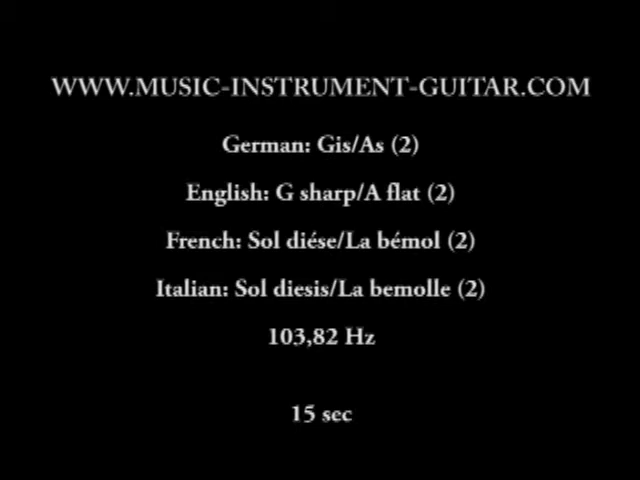 WWW.MUSIC-INSTRUMENT-GUITAR.COM
German: Gis/As (2)
English: G sharp/A flat (2)
French: Sol diése/La bémol (2)
Italian: Sol diesis/La bemolle (2)
103,82 Hz
15 sec